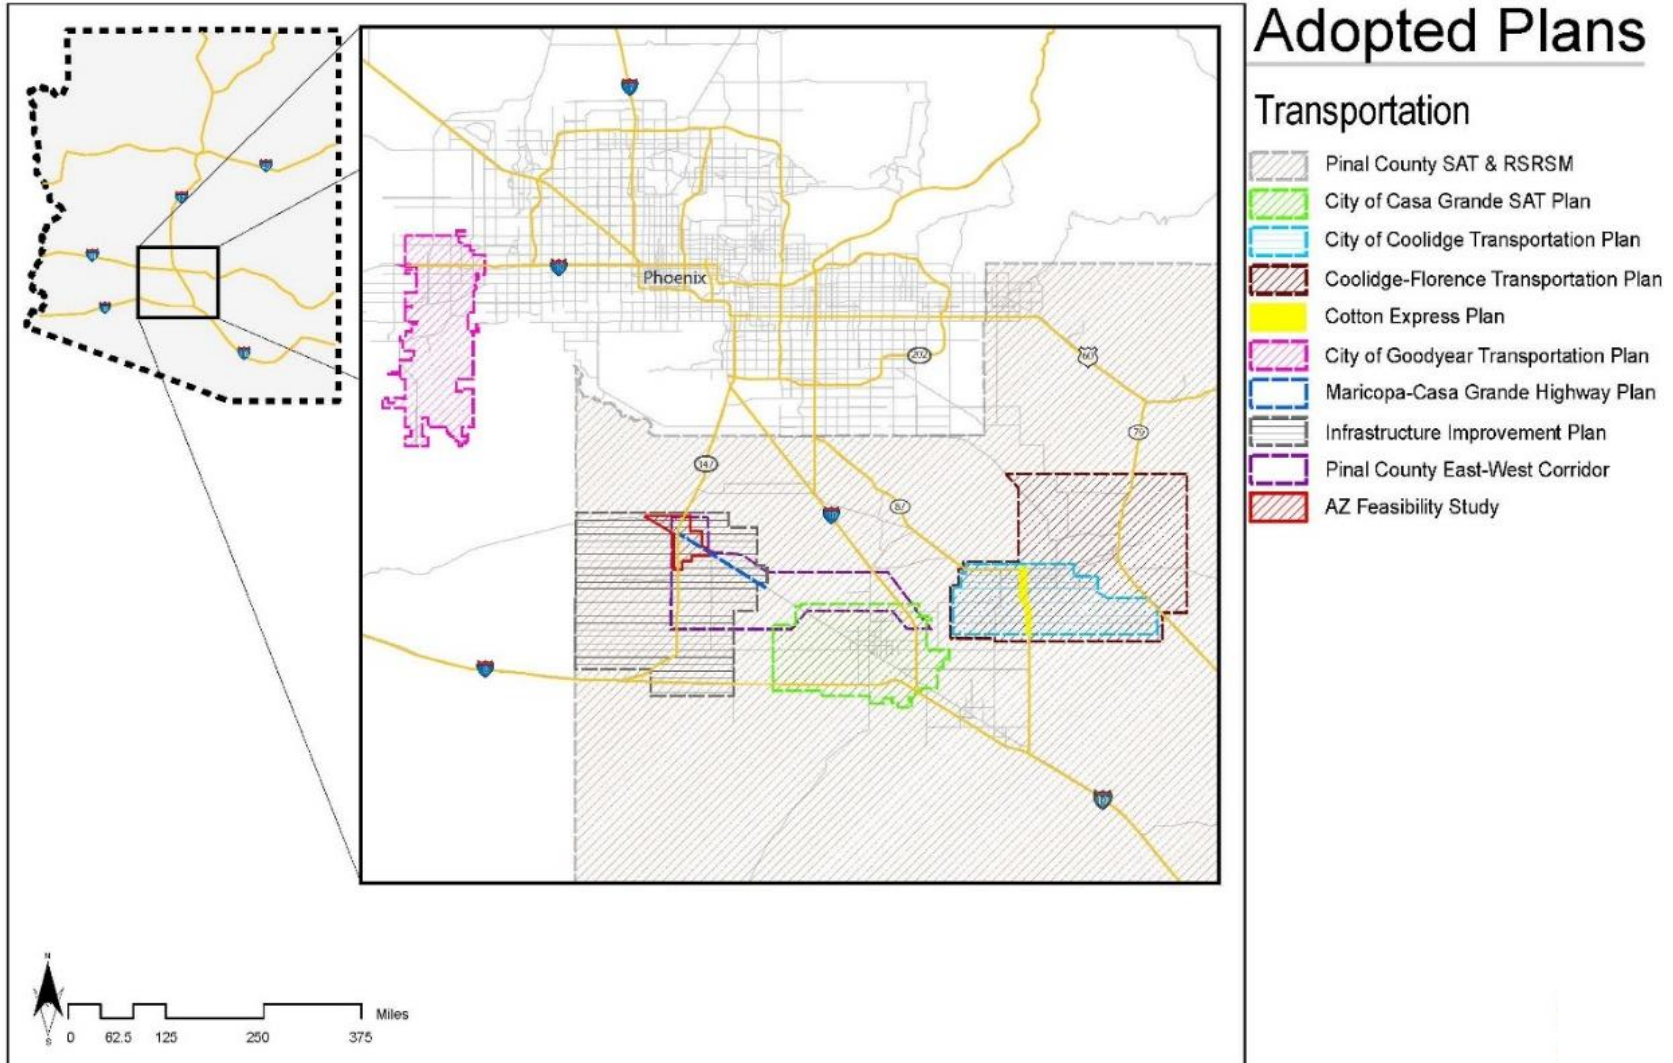 Adopted Plans
Transportation
Pinal County SAT & RSRSM
City of Casa Grande SAT Plan
City of Coolidge Transportation Plan
Coolidge-Florence Transportation Plan
Cotton Express Plan
City of Goodyear Transportation Plan
Maricopa-Casa Grande Highway Plan
Infrastructure Improvement Plan
Pinal County East-West Corridor
AZ Feasibility Study
Phoenix
202
60
79
347
87
10
N
S
0 62.5 125 250 375 Miles